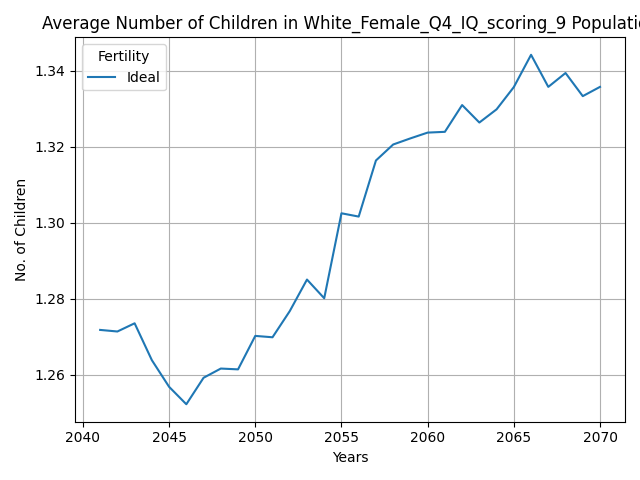 Average Number of Children in White_Female_Q4_IQ_scoring_9 Populatio
Fertility
Ideal
No. of Children
1.34
1.32
1.30
1.28
1.26
2040 2045 2050 2055 2060 2065 2070
Years